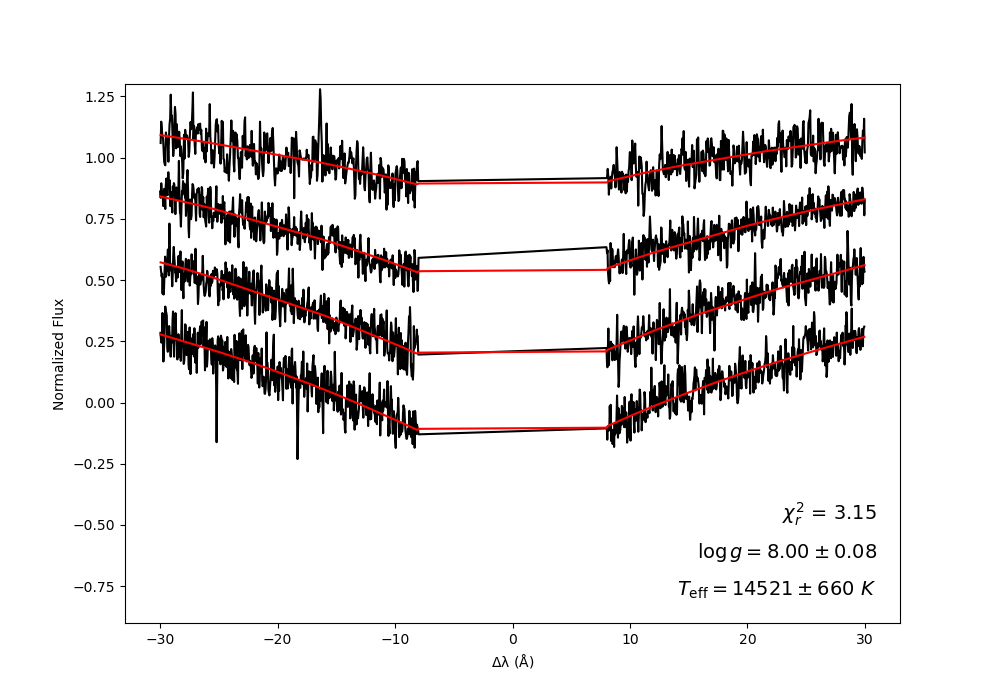 1.25
1.00
0.75
0.50
0.25
0.00
−0.25
−0.50
−0.75
Normalized Flux
χ²ᵣ = 3.15
log g = 8.00 ± 0.08
T_eff = 14521 ± 660 K
−30 −20 −10 0 10 20 30
Δλ (Å)